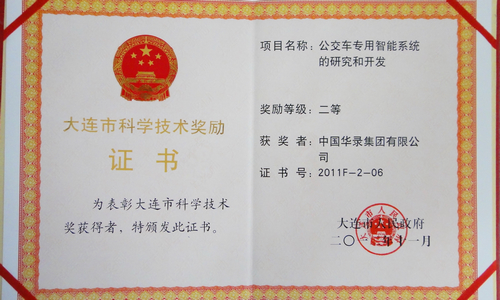 大连市科学技术奖励
证书
为表彰大连市科学技术
奖获得者，特颁发此证书。
项目名称：公交车专用智能系统
的研究和开发
奖励等级：二等
获奖者：中国华录集团有限公
司
证书号：2011F-2-06
大连市人民政府
二〇一二年十一月